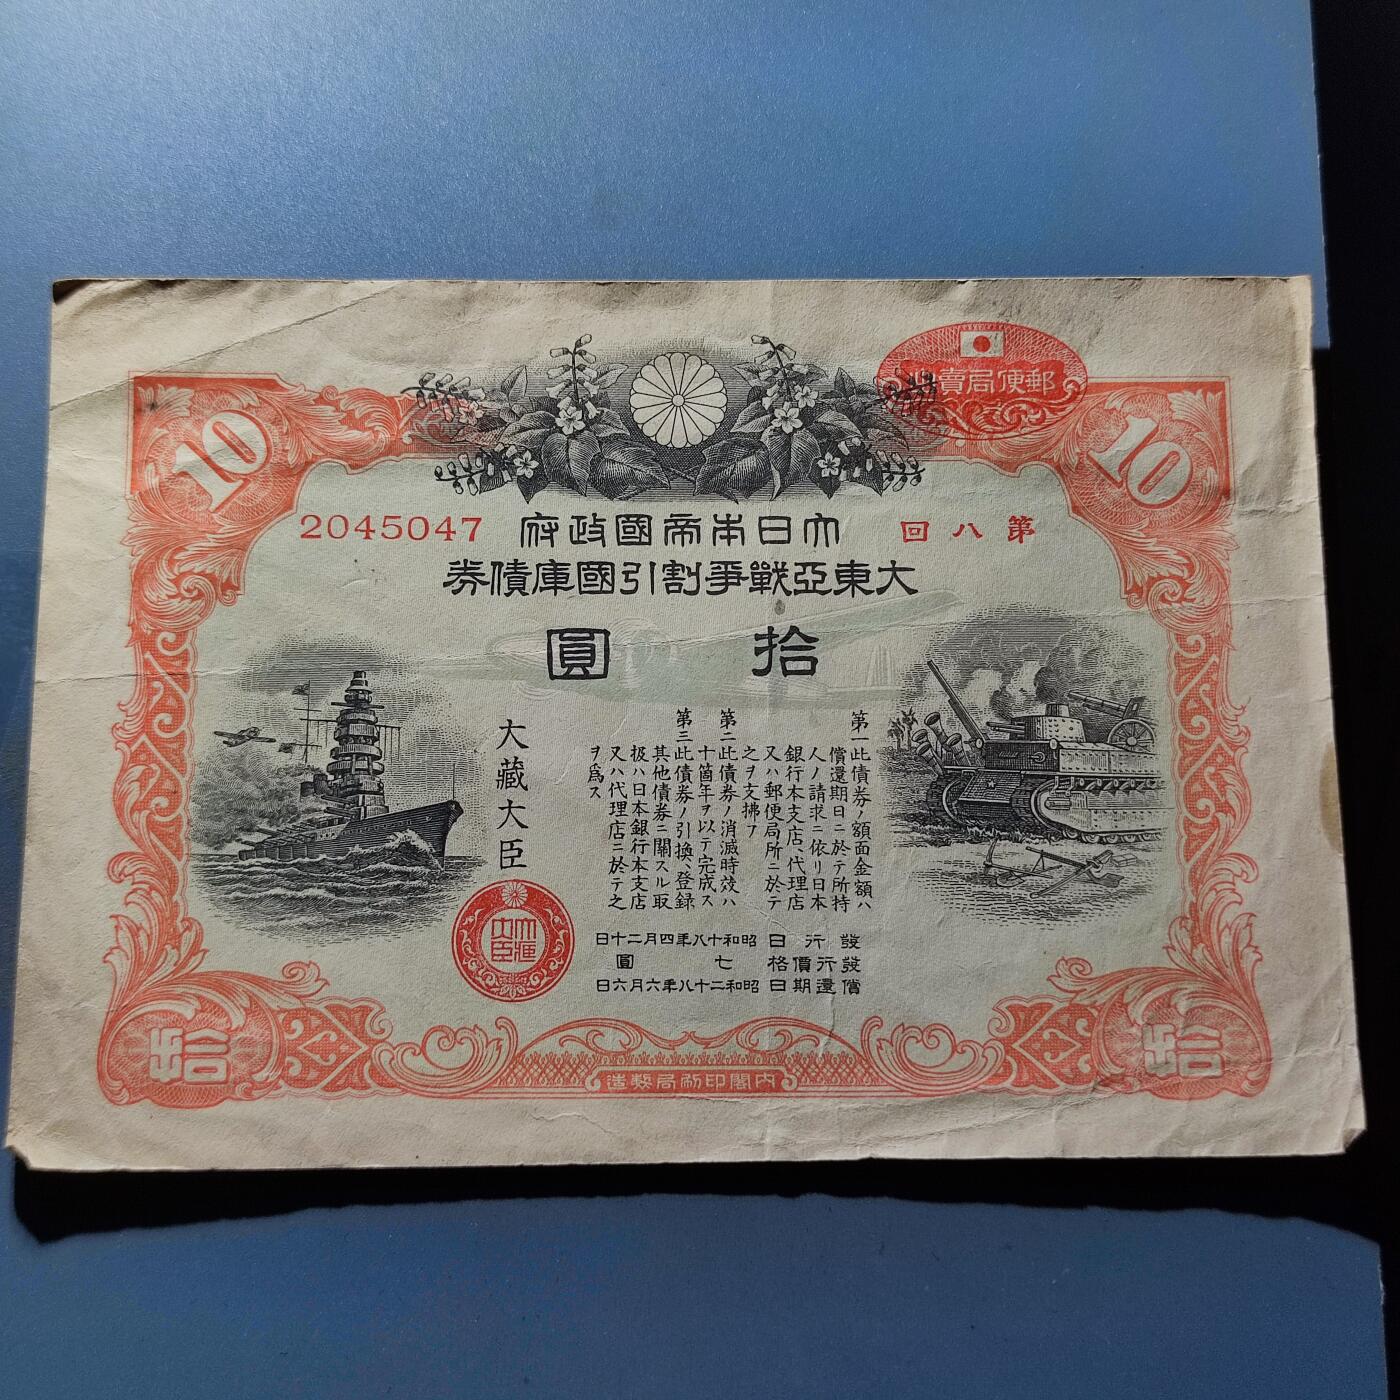 郵便局賣出
10
10
第八回
大日本帝國政府
2045047
大東亞戰爭割引國庫債券
拾圓
第一此債券ノ額面金額ハ
償還期日ニ於テ所持
人ノ請求ニ依リ日本
銀行本支店、代理店
又ハ郵便局所ニ於テ
之ヲ支拂フ
第二此債券ノ消滅時效ハ
十箇年ヲ以テ完成ス
第三此債券ノ引換、登録
其他債券ニ關スル取
扱ハ日本銀行本支店
又ハ代理店ニ於テ之
ヲ爲ス
大藏大臣
大藏大臣
發行日 昭和十八年四月二十日
發行價格 七圓
償還期日 昭和二十八年六月六日
拾
拾
內閣印刷局製造